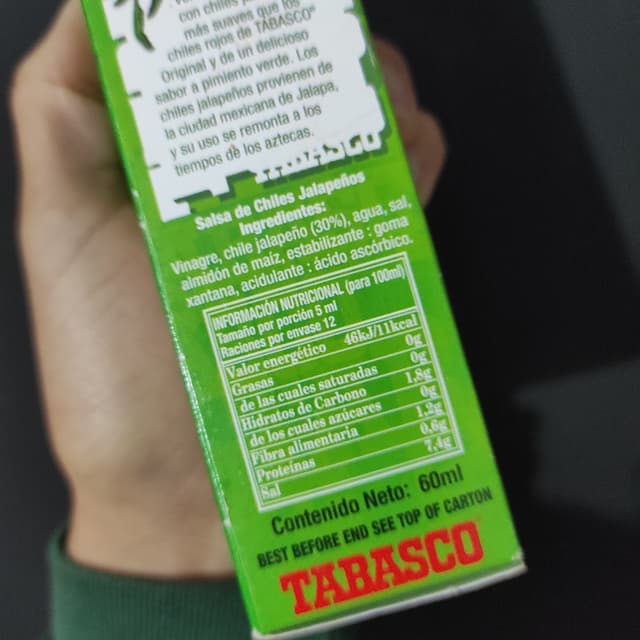 con chiles
más suaves que los
chiles rojos de TABASCO®
Original y de un delicioso
sabor a pimiento verde. Los
chiles jalapeños provienen de
la ciudad mexicana de Jalapa,
y su uso se remonta a los
tiempos de los aztecas.
TABASCO
Salsa de Chiles Jalapeños
Ingredientes:
Vinagre, chile jalapeño (30%), agua, sal,
almidón de maíz, estabilizante : goma
xantana, acidulante : ácido ascórbico.
INFORMACIÓN NUTRICIONAL (para 100ml)
Tamaño por porción 5 ml
Raciones por envase 12
Valor energético 46kJ/11kcal
Grasas 0g
de las cuales saturadas 0g
Hidratos de Carbono 1.8g
de los cuales azúcares 0g
Fibra alimentaria 1.2g
Proteínas 0.6g
Sal 7.4g
Contenido Neto: 60ml
BEST BEFORE END SEE TOP OF CARTON
TABASCO